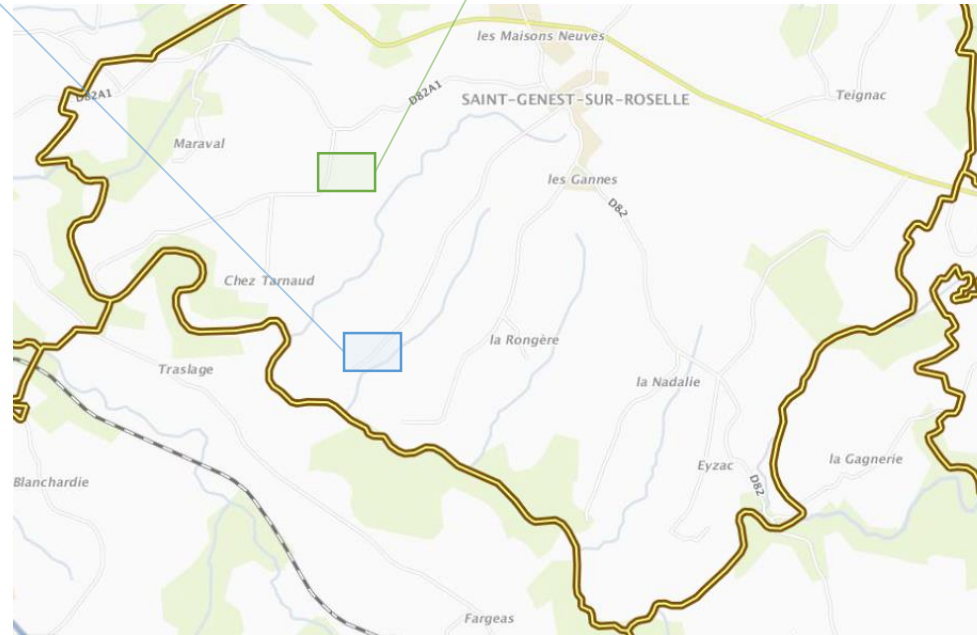 les Maisons Neuves
D82A1
D82A1
SAINT-GENEST-SUR-ROSELLE
Teignac
Maraval
les Gannes
D82
Chez Tarnaud
la Rongère
Traslage
la Nadalie
Eyzac
la Gagnerie
D82
Blanchardie
Fargeas